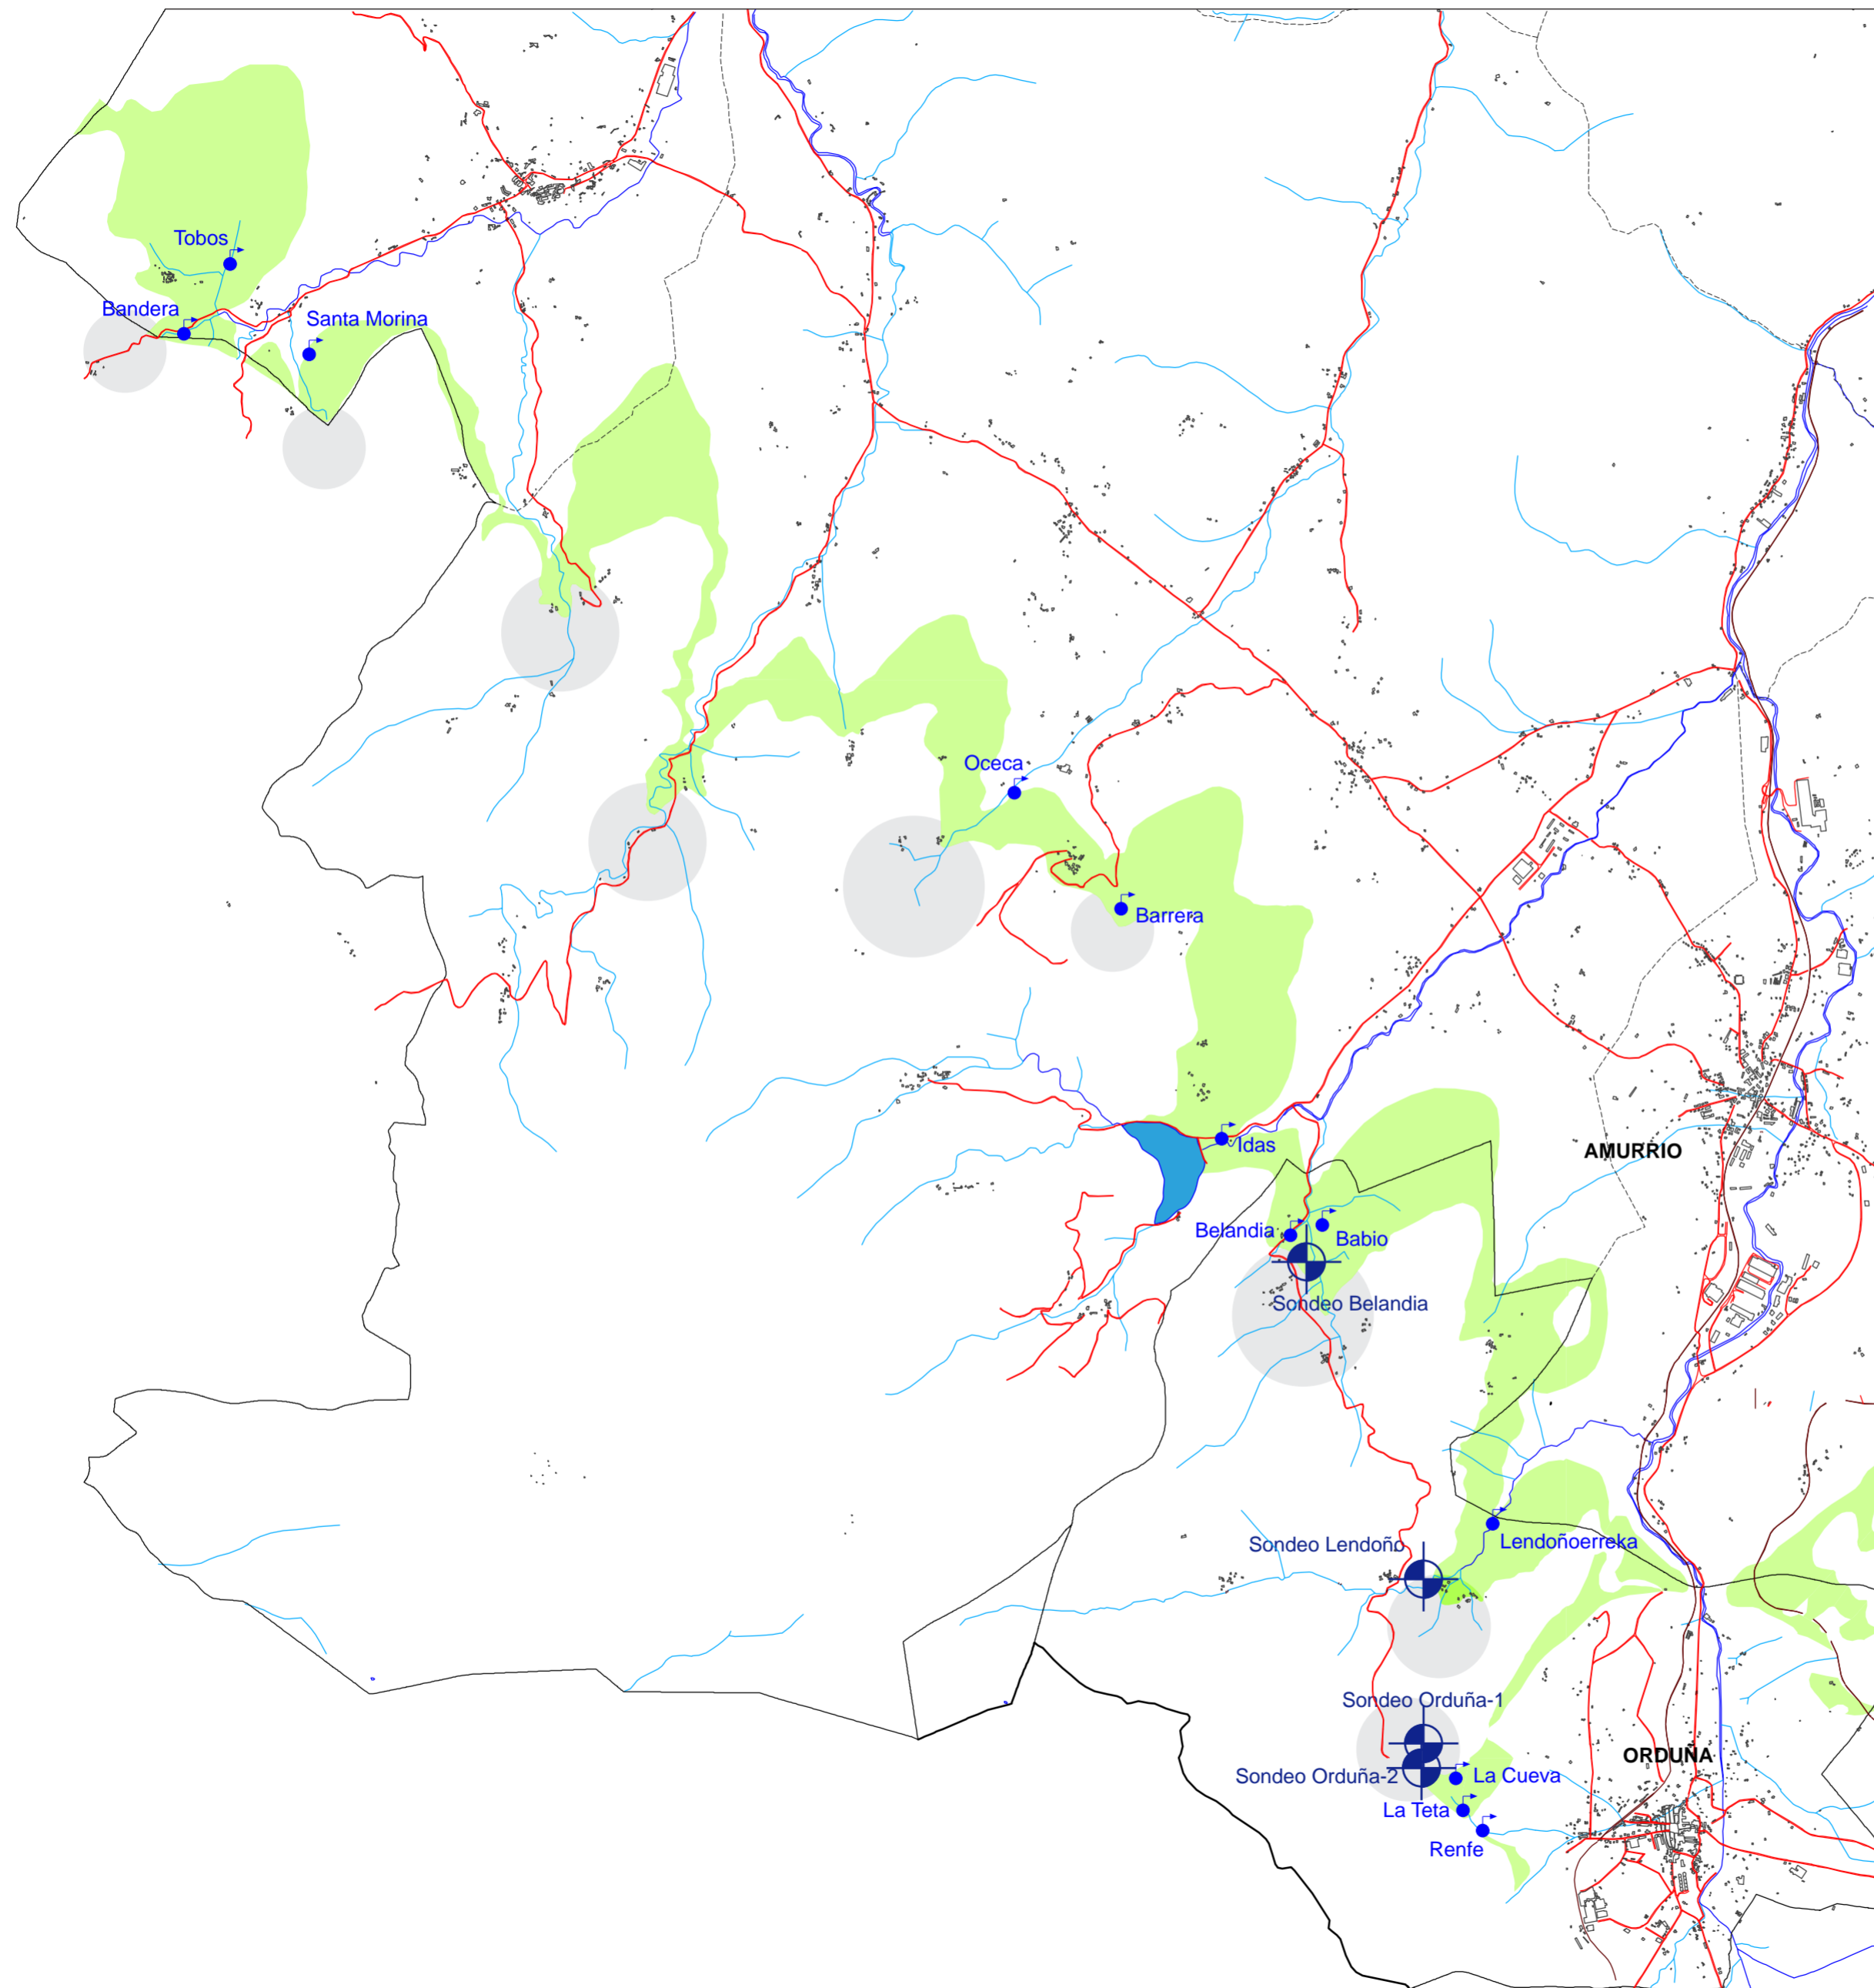 Tobos
Bandera
Santa Morina
Oceca
Barrera
Idas
AMURRIO
Belandia
Babio
Sondeo Belandia
Sondeo Lendoño
Lendoñoerreka
Sondeo Orduña-1
ORDUÑA
Sondeo Orduña-2
La Cueva
La Teta
Renfe